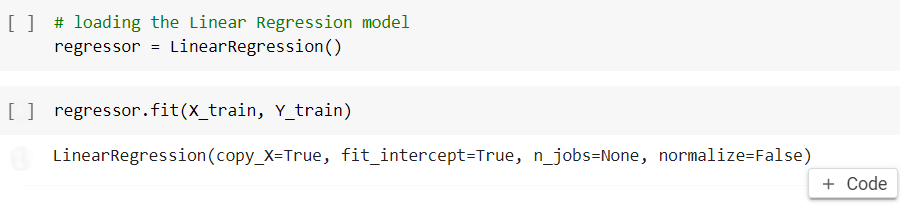 [ ] # loading the Linear Regression model
regressor = LinearRegression()
[ ] regressor.fit(X_train, Y_train)
LinearRegression(copy_X=True, fit_intercept=True, n_jobs=None, normalize=False)
+ Code